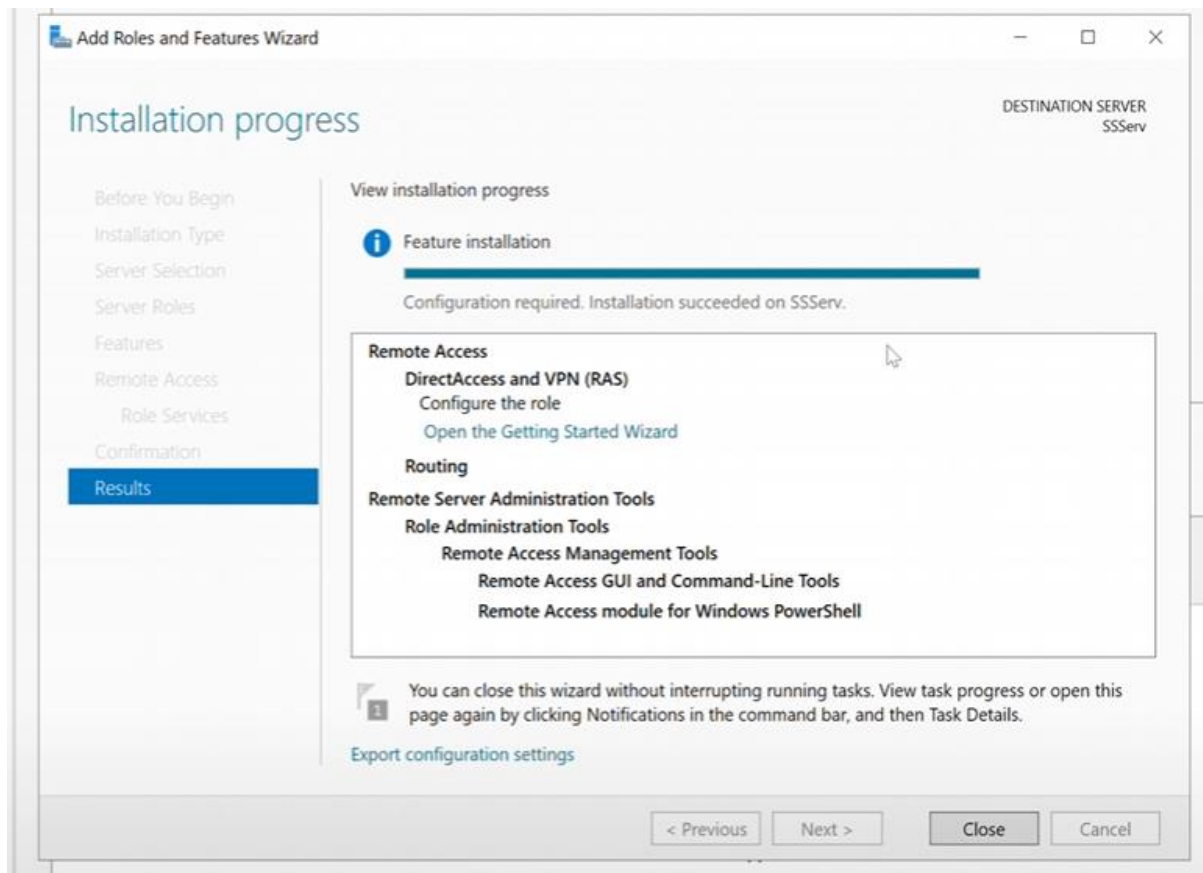 Add Roles and Features Wizard
Installation progress
DESTINATION SERVER
SSServ
Before You Begin
Installation Type
Server Selection
Server Roles
Features
Remote Access
Role Services
Confirmation
Results
View installation progress
Feature installation
Configuration required. Installation succeeded on SSServ.
Remote Access
DirectAccess and VPN (RAS)
Configure the role
Open the Getting Started Wizard
Routing
Remote Server Administration Tools
Role Administration Tools
Remote Access Management Tools
Remote Access GUI and Command-Line Tools
Remote Access module for Windows PowerShell
1
You can close this wizard without interrupting running tasks. View task progress or open this
page again by clicking Notifications in the command bar, and then Task Details.
Export configuration settings
< Previous
Next >
Close
Cancel